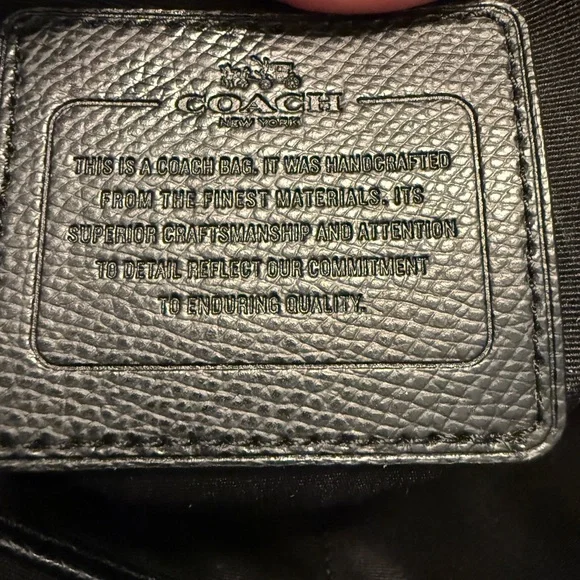 COACH
NEW YORK
THIS IS A COACH BAG. IT WAS HANDCRAFTED
FROM THE FINEST MATERIALS. ITS
SUPERIOR CRAFTSMANSHIP AND ATTENTION
TO DETAIL REFLECT OUR COMMITMENT
TO ENDURING QUALITY.